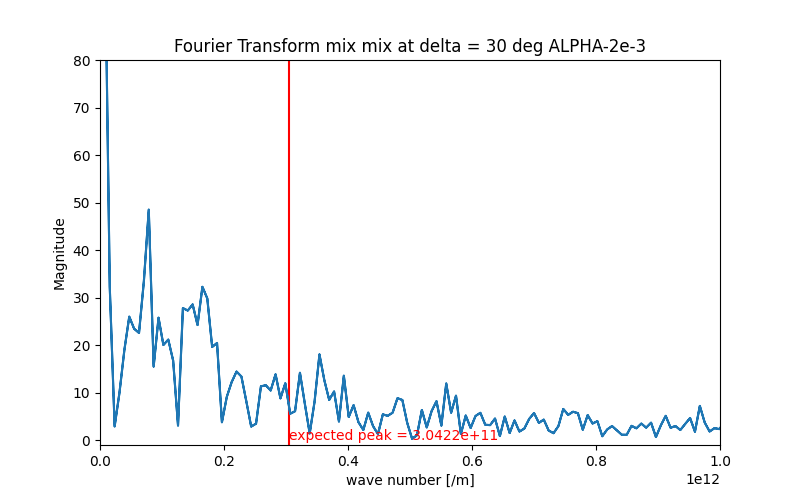 Fourier Transform mix mix at delta = 30 deg ALPHA-2e-3
80
70
60
50
40
30
20
10
0
Magnitude
expected peak = 3.0422e+11
0.0 0.2 0.4 0.6 0.8 1.0
1e12
wave number [/m]